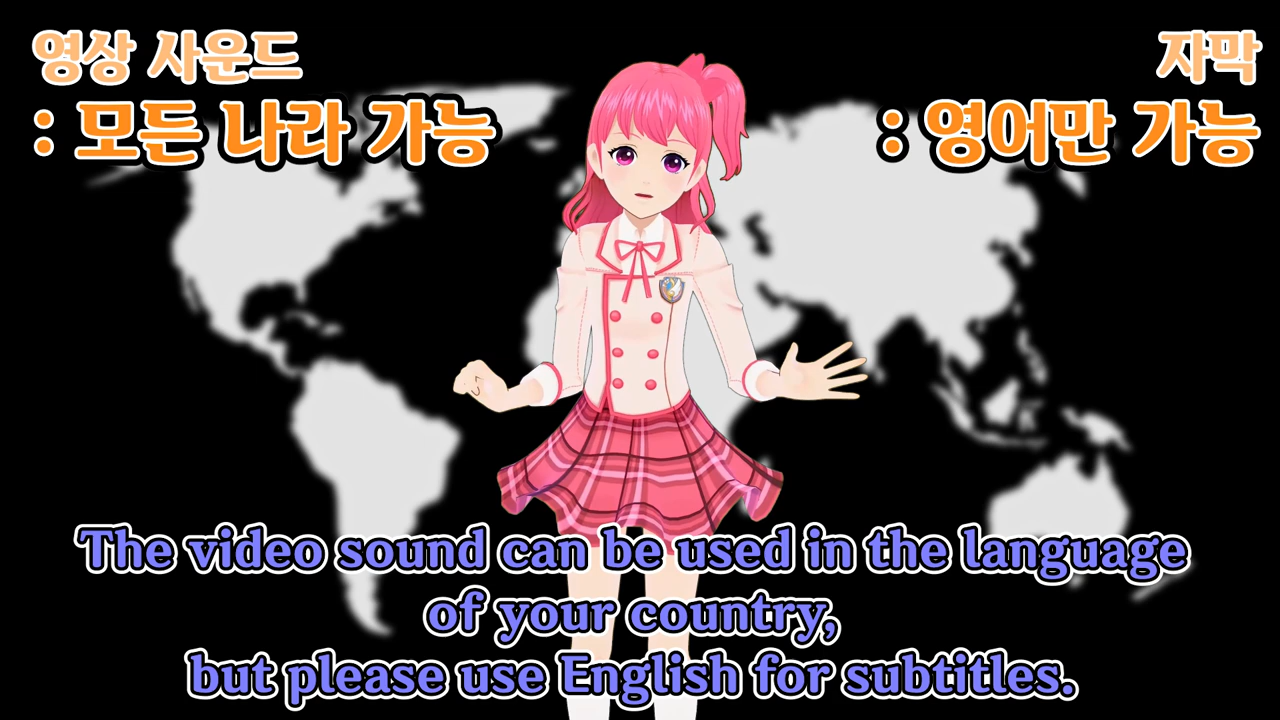 영상 사운드
: 모든 나라 가능
자막
: 영어만 가능
The video sound can be used in the language
of your country,
but please use English for subtitles.